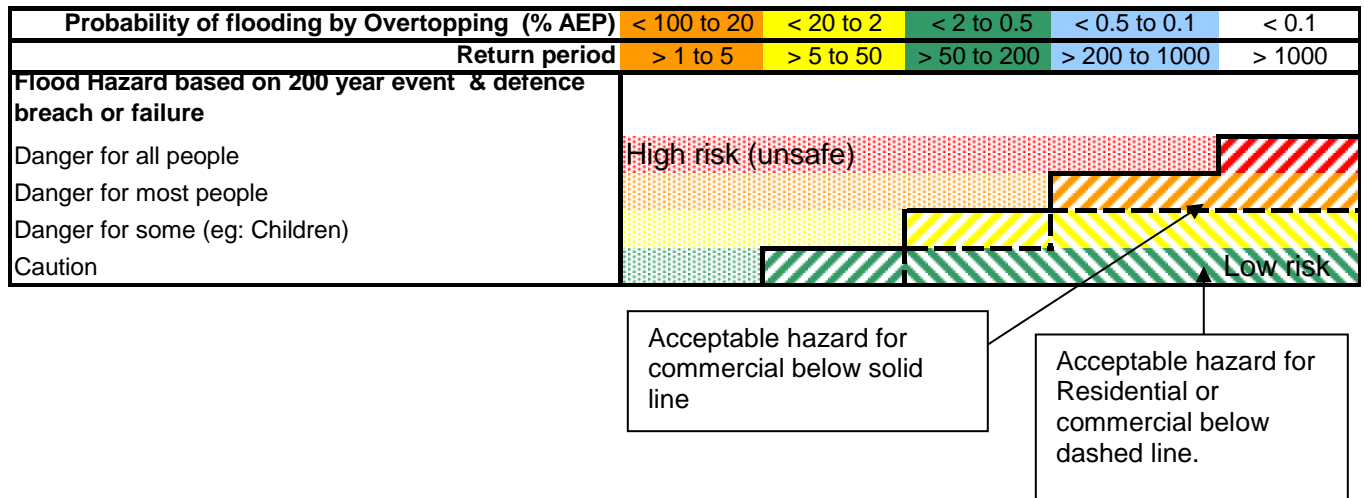 Probability of flooding by Overtopping (% AEP) < 100 to 20 < 20 to 2 < 2 to 0.5 < 0.5 to 0.1 < 0.1
Return period > 1 to 5 > 5 to 50 > 50 to 200 > 200 to 1000 > 1000
Flood Hazard based on 200 year event & defence
breach or failure
Danger for all people High risk (unsafe)
Danger for most people
Danger for some (eg: Children)
Caution Low risk
Acceptable hazard for
commercial below solid
line
Acceptable hazard for
Residential or
commercial below
dashed line.